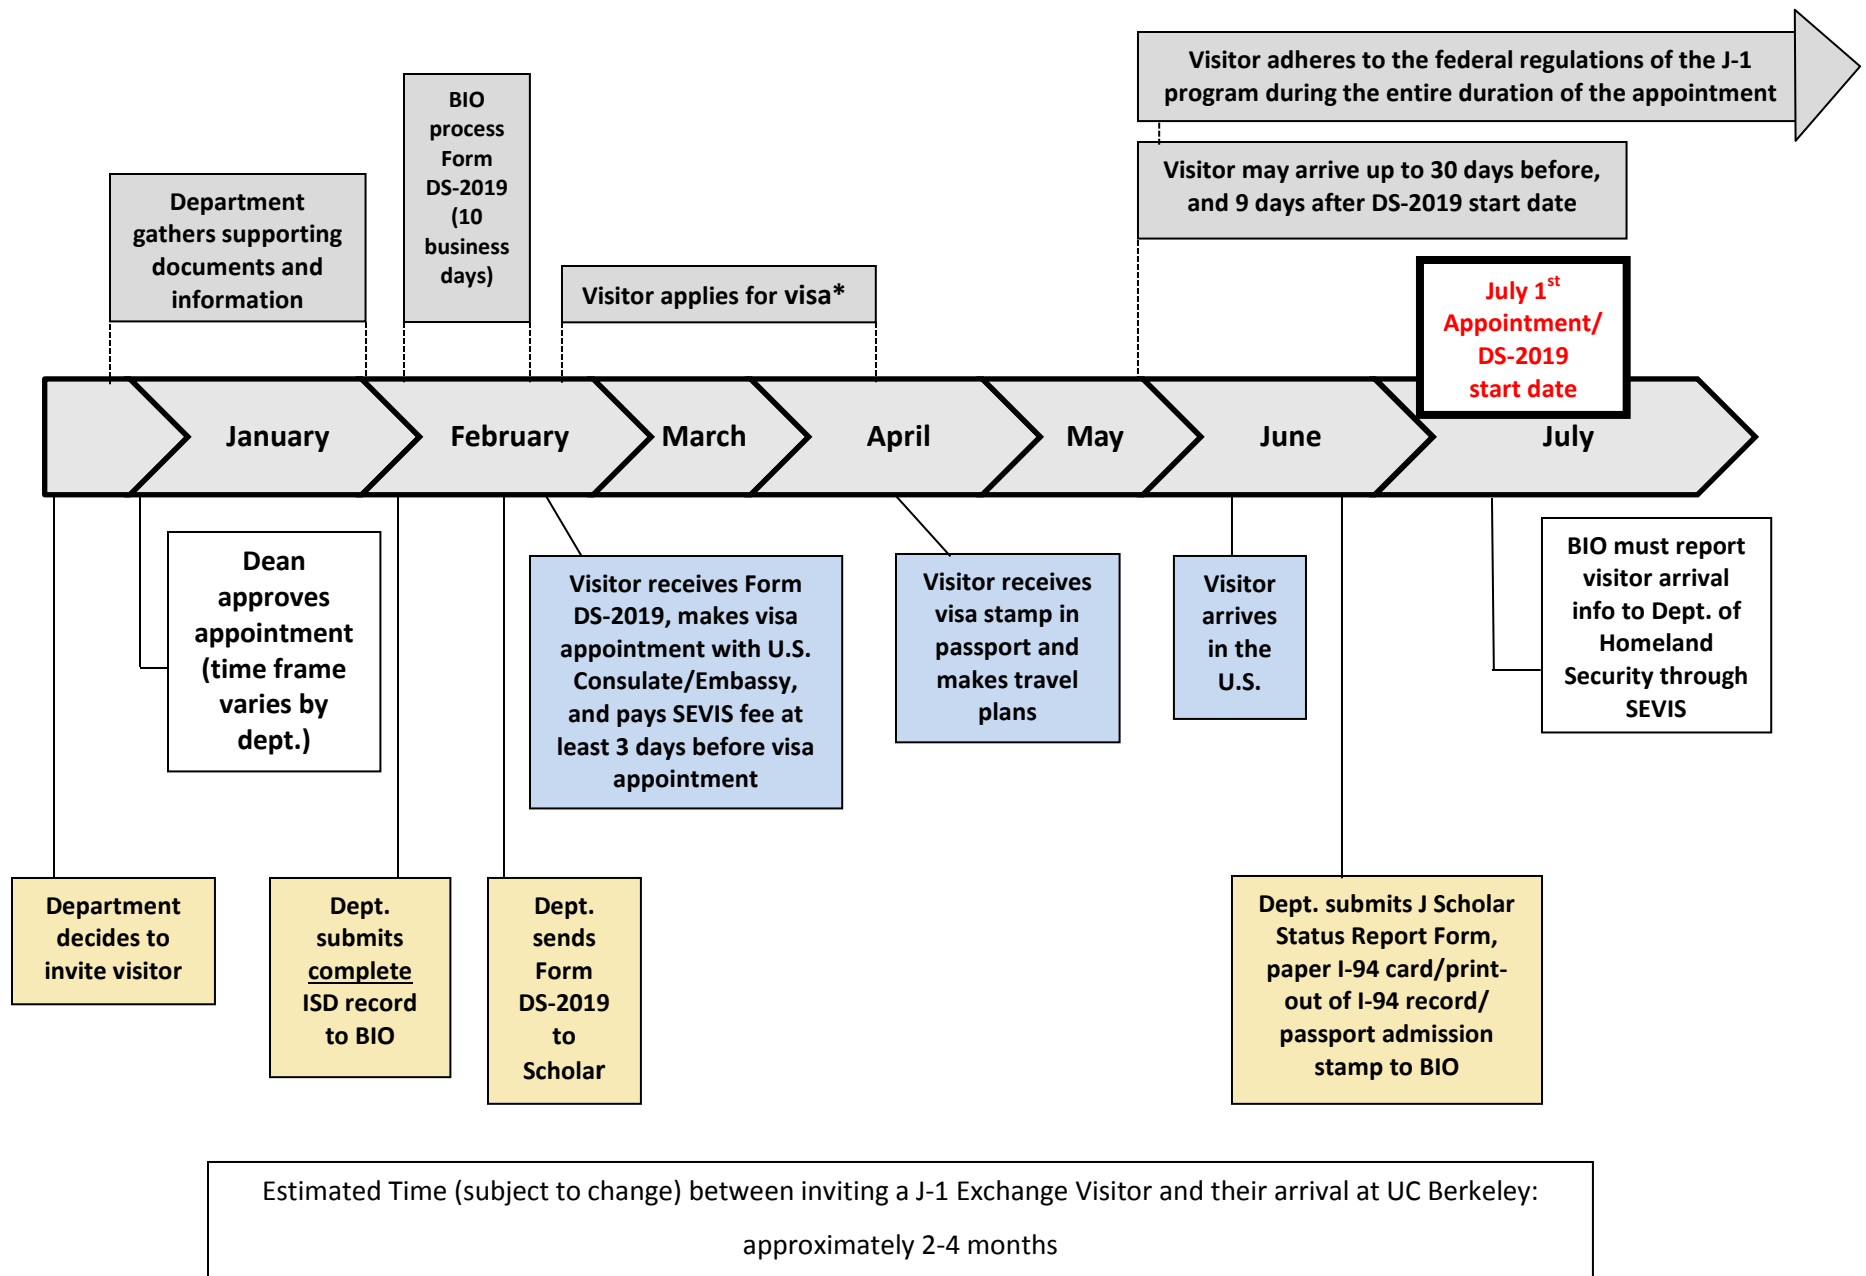 Visitor adheres to the federal regulations of the J-1
program during the entire duration of the appointment
BIO
process
Form
DS-2019
(10
business
days)
Visitor may arrive up to 30 days before,
and 9 days after DS-2019 start date
Department
gathers supporting
documents and
information
Visitor applies for visa*
July 1st
Appointment/
DS-2019
start date
January
February
March
April
May
June
July
Dean
approves
appointment
(time frame
varies by
dept.)
Visitor receives Form
DS-2019, makes visa
appointment with U.S.
Consulate/Embassy,
and pays SEVIS fee at
least 3 days before visa
appointment
Visitor receives
visa stamp in
passport and
makes travel
plans
Visitor
arrives
in the
U.S.
BIO must report
visitor arrival
info to Dept. of
Homeland
Security through
SEVIS
Department
decides to
invite visitor
Dept.
submits
complete
ISD record
to BIO
Dept.
sends
Form
DS-2019
to
Scholar
Dept. submits J Scholar
Status Report Form,
paper I-94 card/print-
out of I-94 record/
passport admission
stamp to BIO
Estimated Time (subject to change) between inviting a J-1 Exchange Visitor and their arrival at UC Berkeley:
approximately 2-4 months